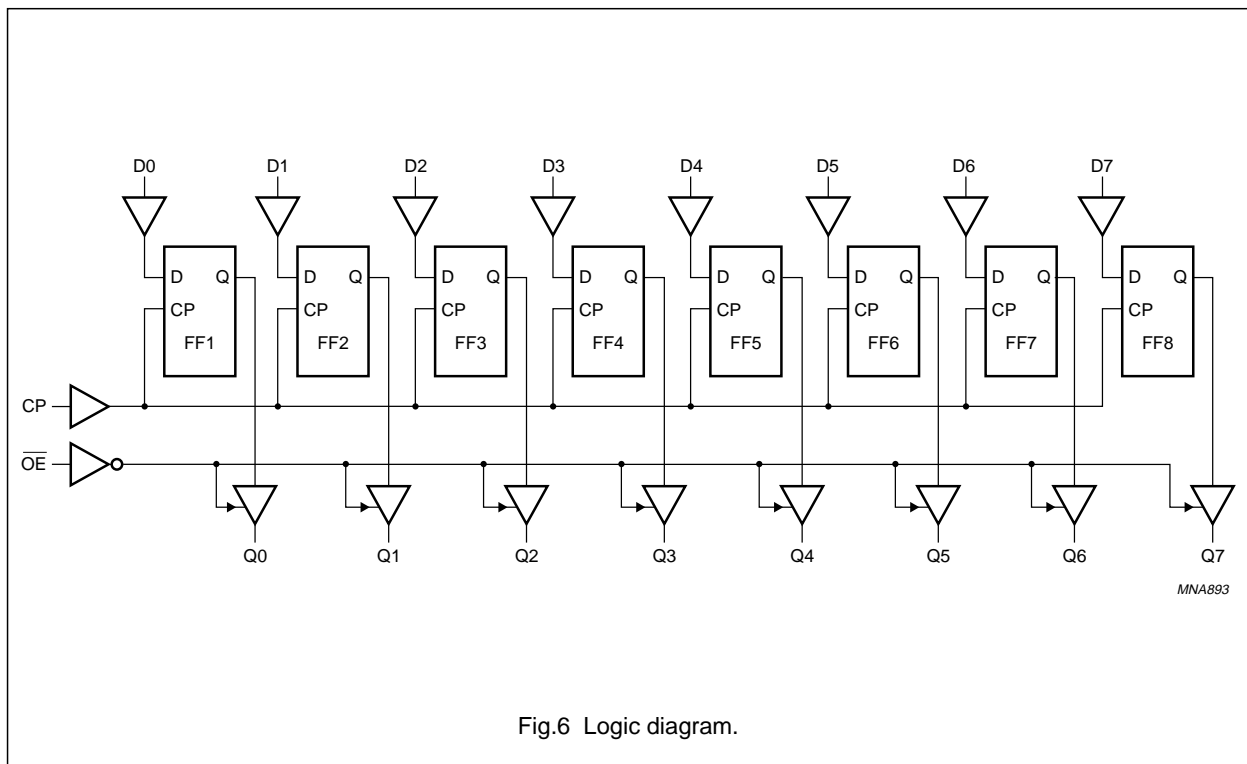 D0 D1 D2 D3 D4 D5 D6 D7
D Q D Q D Q D Q D Q D Q D Q D Q
CP CP CP CP CP CP CP CP
FF1 FF2 FF3 FF4 FF5 FF6 FF7 FF8
CP
O̅E̅
Q0 Q1 Q2 Q3 Q4 Q5 Q6 Q7
MNA893
Fig.6 Logic diagram.